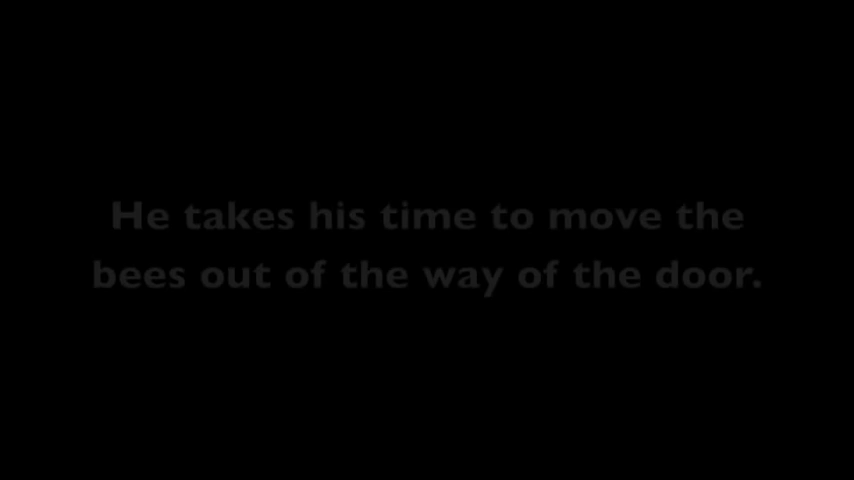 He takes his time to move the
bees out of the way of the door.